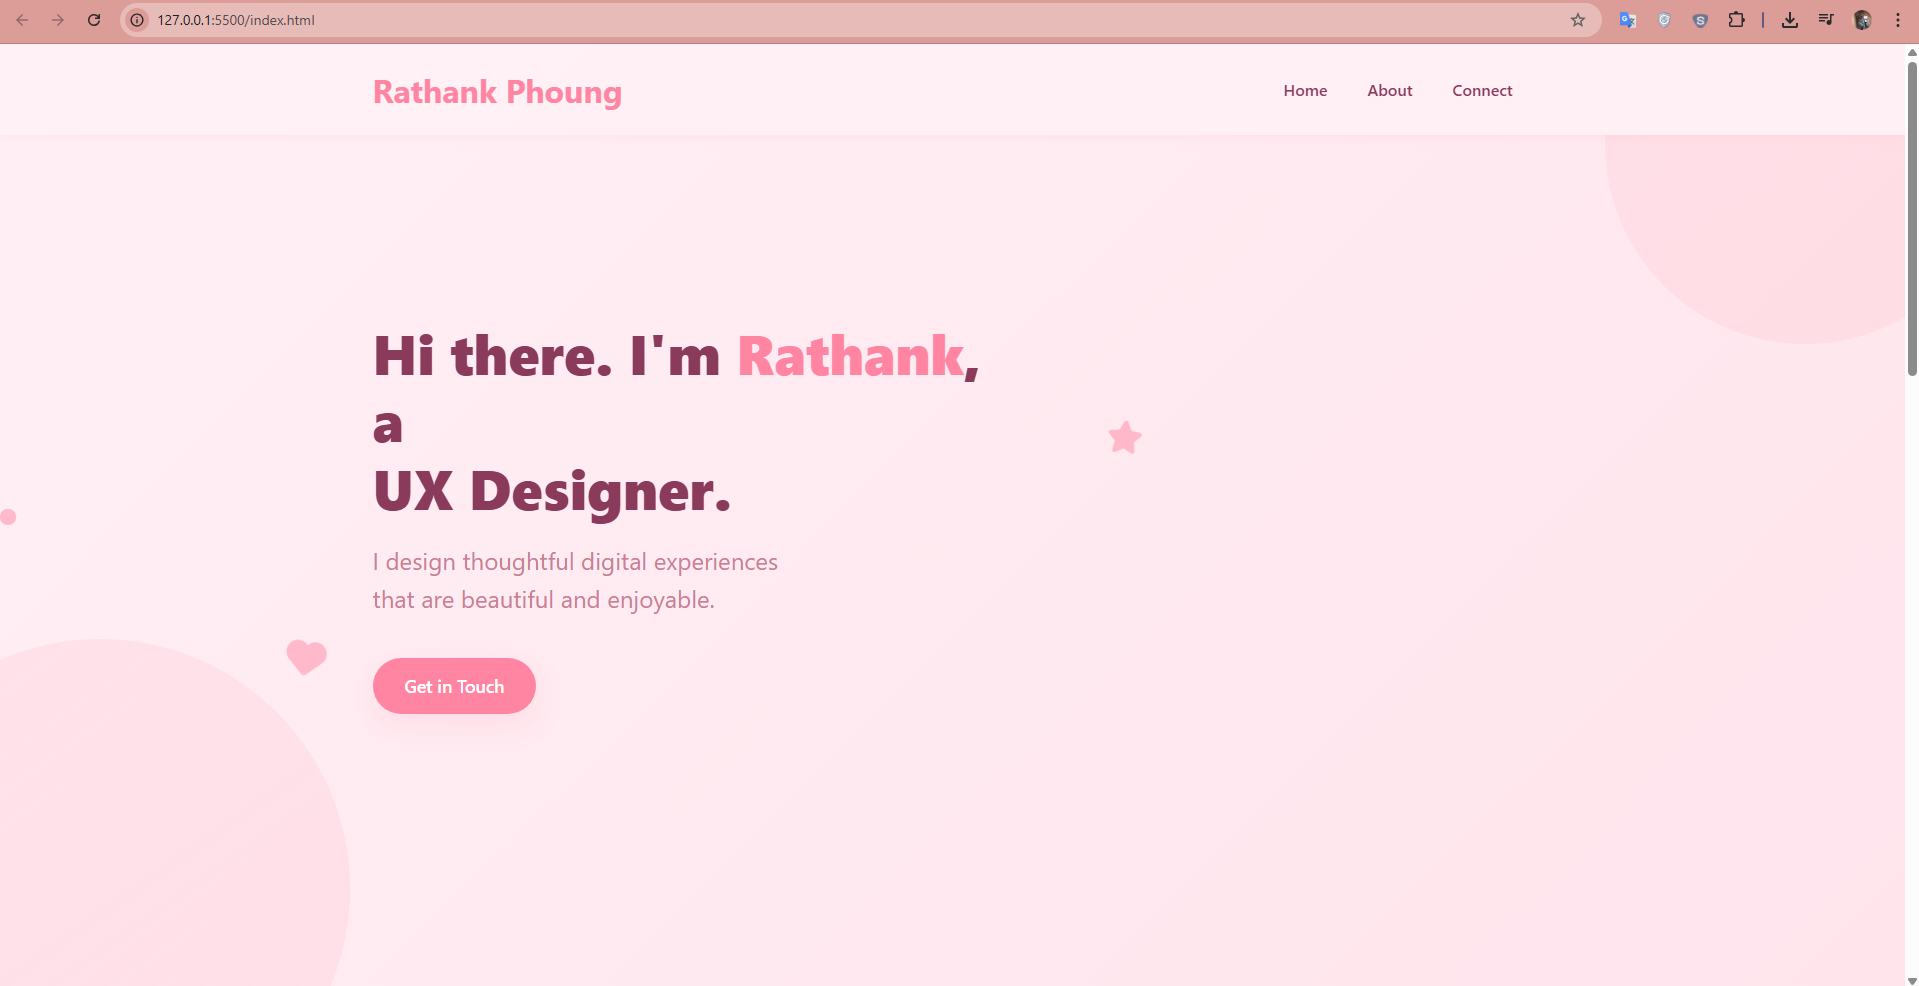 127.0.0.1:5500/index.html
Rathank Phoung
Home About Connect
Hi there. I'm Rathank,
a
UX Designer.
I design thoughtful digital experiences
that are beautiful and enjoyable.
Get in Touch